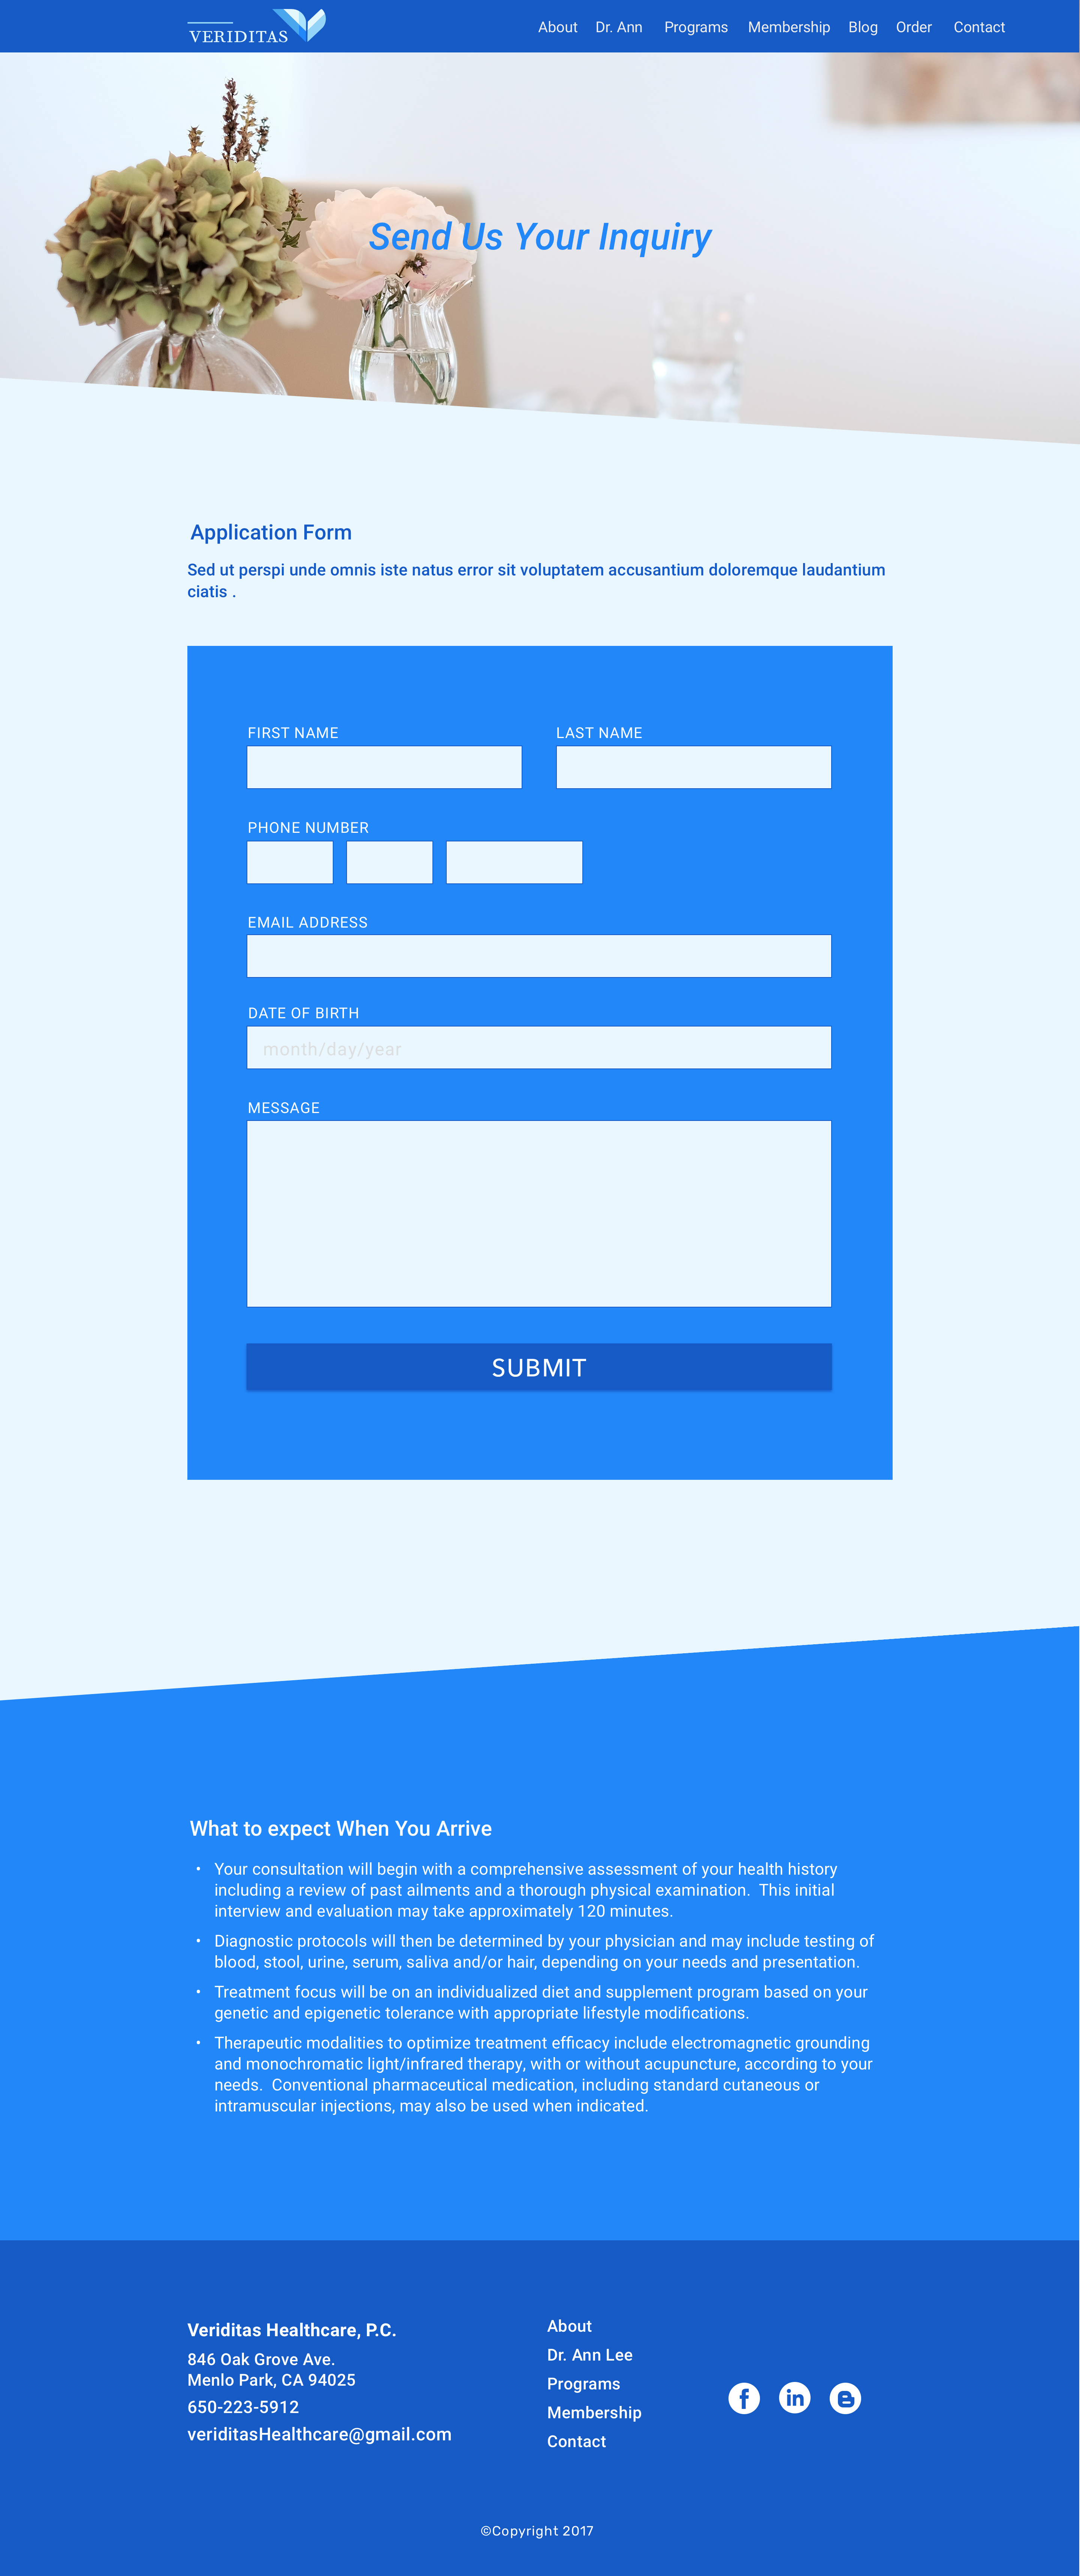 VERIDITAS
About Dr. Ann Programs Membership Blog Order Contact
Send Us Your Inquiry
Application Form
Sed ut perspi unde omnis iste natus error sit voluptatem accusantium doloremque laudantium
ciatis .
FIRST NAME LAST NAME
PHONE NUMBER
EMAIL ADDRESS
DATE OF BIRTH
month/day/year
MESSAGE
SUBMIT
What to expect When You Arrive
• Your consultation will begin with a comprehensive assessment of your health history
including a review of past ailments and a thorough physical examination. This initial
interview and evaluation may take approximately 120 minutes.
• Diagnostic protocols will then be determined by your physician and may include testing of
blood, stool, urine, serum, saliva and/or hair, depending on your needs and presentation.
• Treatment focus will be on an individualized diet and supplement program based on your
genetic and epigenetic tolerance with appropriate lifestyle modifications.
• Therapeutic modalities to optimize treatment efficacy include electromagnetic grounding
and monochromatic light/infrared therapy, with or without acupuncture, according to your
needs. Conventional pharmaceutical medication, including standard cutaneous or
intramuscular injections, may also be used when indicated.
Veriditas Healthcare, P.C.
846 Oak Grove Ave.
Menlo Park, CA 94025
650-223-5912
veriditasHealthcare@gmail.com
About
Dr. Ann Lee
Programs
Membership
Contact
f in B
©Copyright 2017